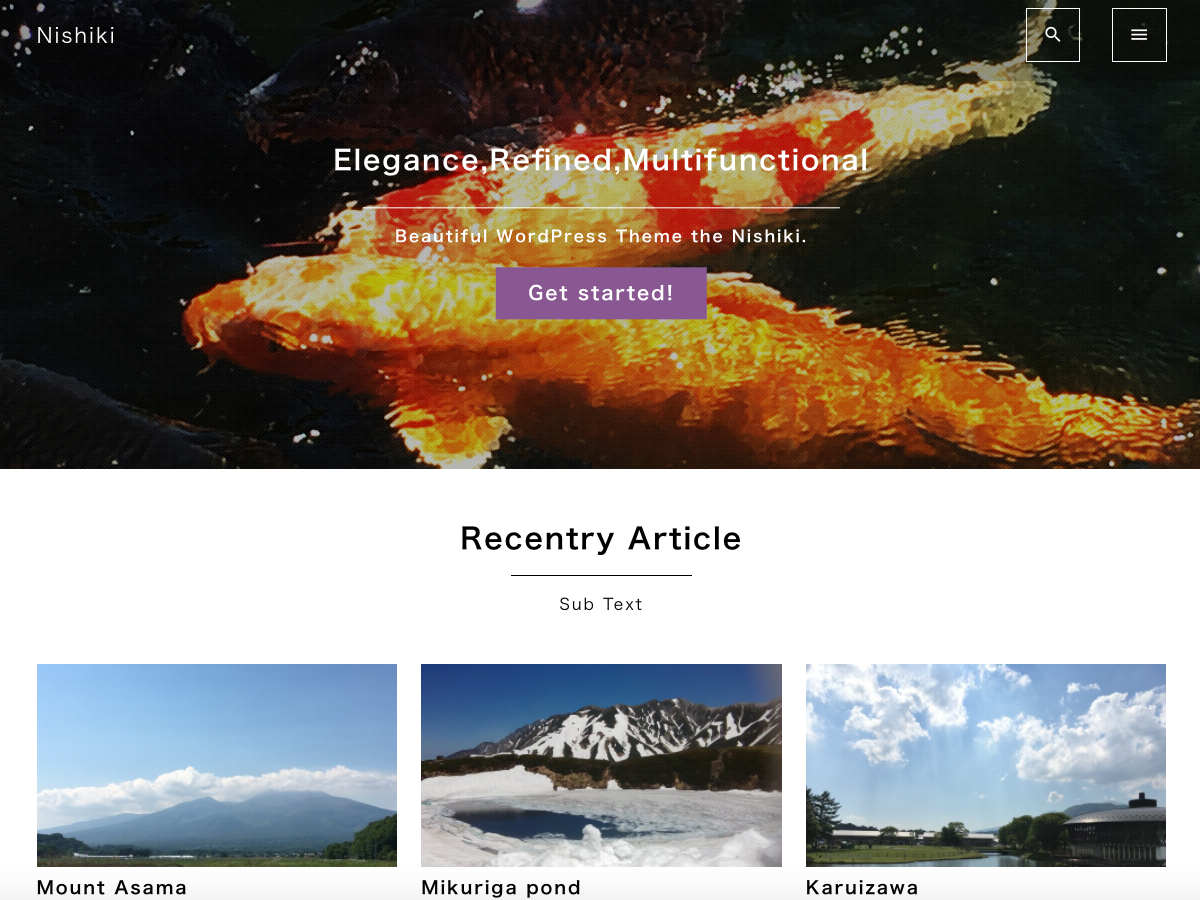 Nishiki
Elegance,Refined,Multifunctional
Beautiful WordPress Theme the Nishiki.
Get started!
Recentry Article
Sub Text
Mount Asama
Mikuriga pond
Karuizawa